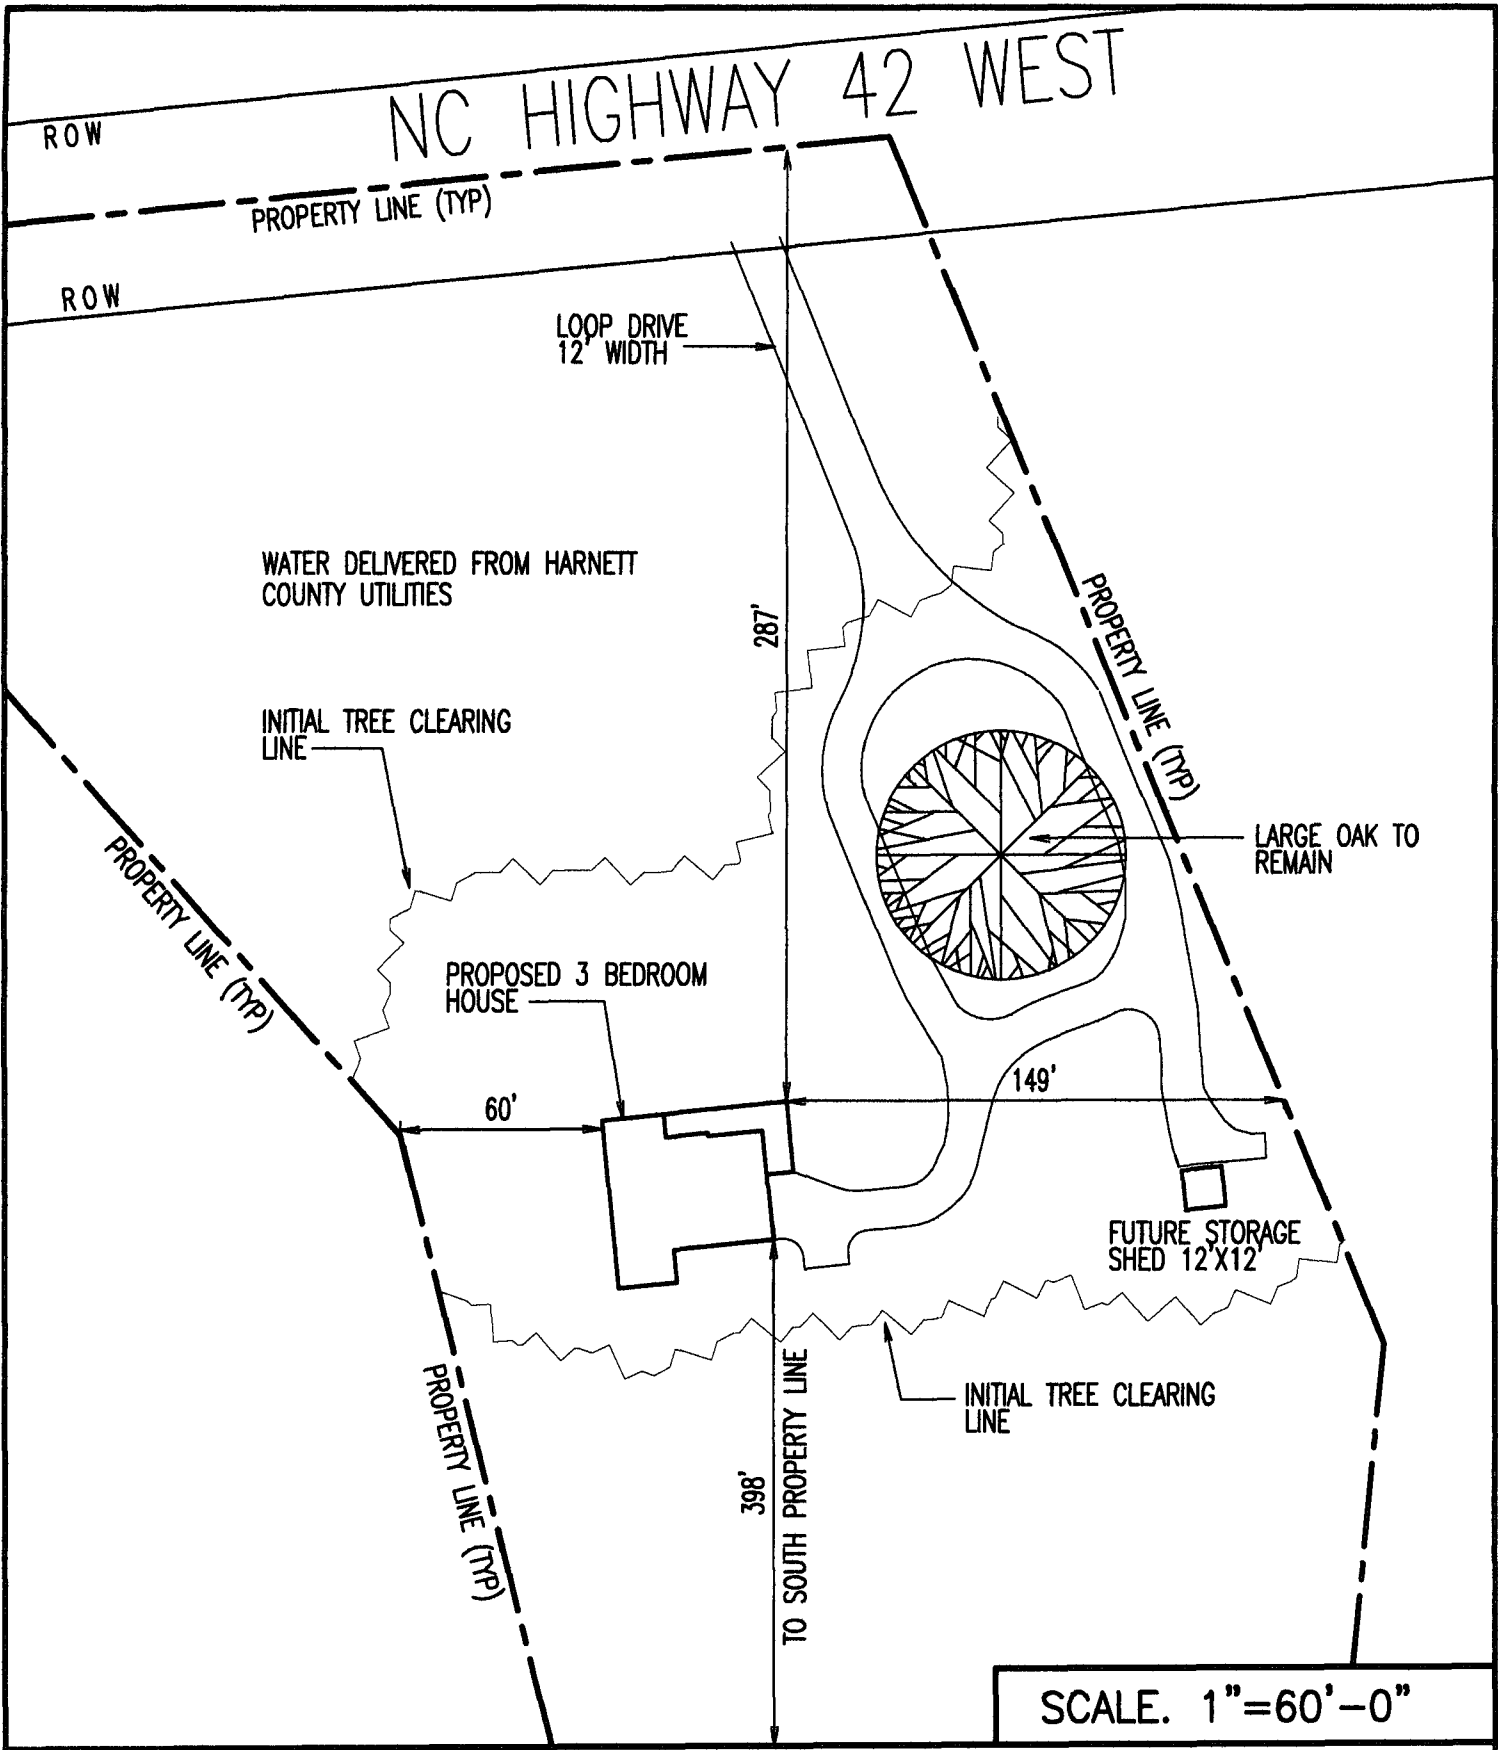 NC HIGHWAY 42 WEST
ROW
PROPERTY LINE (TYP)
ROW
LOOP DRIVE
12' WIDTH
WATER DELIVERED FROM HARNETT
COUNTY UTILITIES
287'
PROPERTY LINE (TYP)
INITIAL TREE CLEARING
LINE
LARGE OAK TO
REMAIN
PROPERTY LINE (TYP)
PROPOSED 3 BEDROOM
HOUSE
60'
149'
FUTURE STORAGE
SHED 12'X12'
INITIAL TREE CLEARING
LINE
PROPERTY LINE (TYP)
398'
TO SOUTH PROPERTY LINE
SCALE. 1"=60'-0"